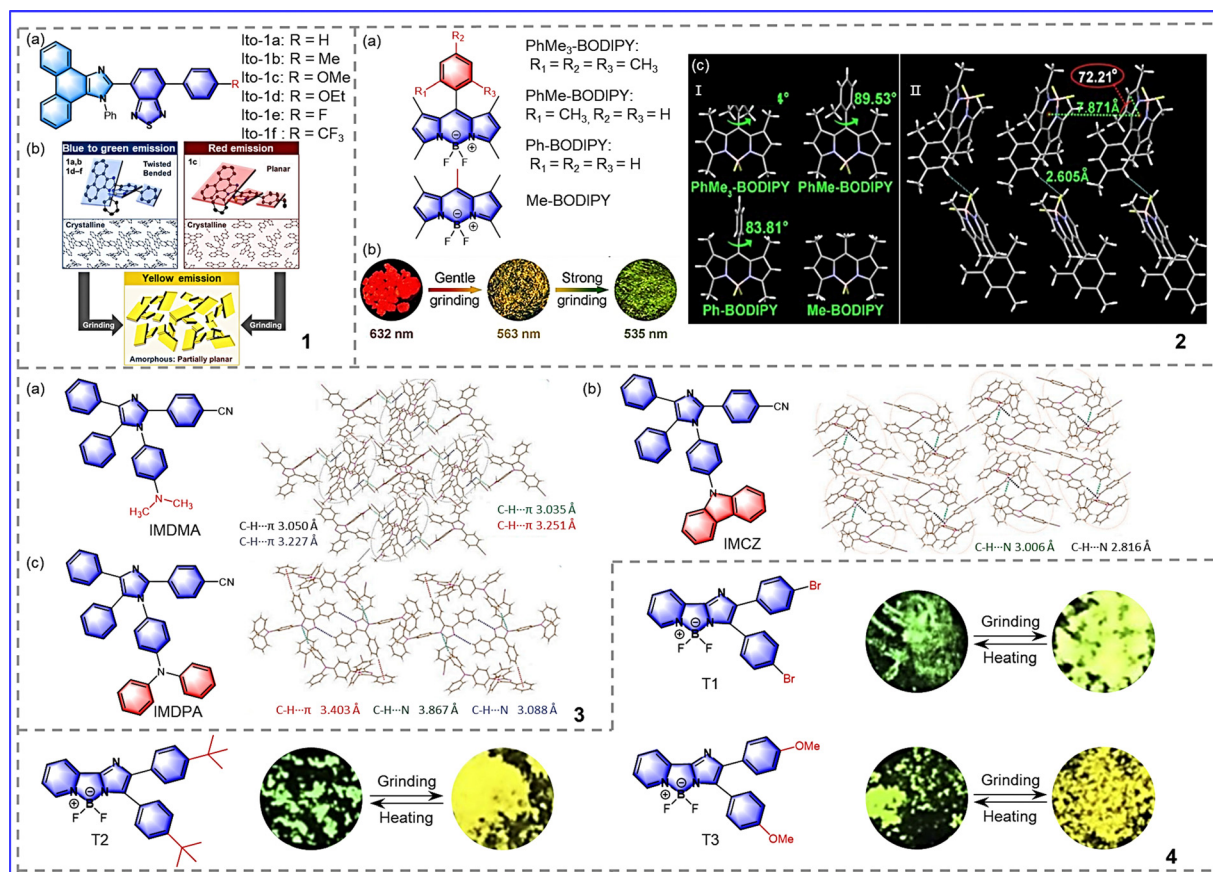 (a)
Ito-1a: R = H
Ito-1b: R = Me
Ito-1c: R = OMe
Ito-1d: R = OEt
Ito-1e: R = F
Ito-1f: R = CF3
N
R
N
Ph
N
N
S
(b)
Blue to green emission
1a,b
1d–f
Twisted
Bended
Crystalline
Red emission
1c
Planar
Crystalline
Yellow emission
Grinding
Grinding
Amorphous: Partially planar
1
(a)
R2
R1
R3
N
N
B
F
F
N
N
B
F
F
PhMe3-BODIPY:
R1 = R2 = R3 = CH3
PhMe-BODIPY:
R1 = CH3, R2 = R3 = H
Ph-BODIPY:
R1 = R2 = R3 = H
Me-BODIPY
(b)
Gentle
grinding
Strong
grinding
632 nm
563 nm
535 nm
(c)
I
4°
89.53°
PhMe3-BODIPY
PhMe-BODIPY
83.81°
Ph-BODIPY
Me-BODIPY
II
72.21°
7.871Å
2.605Å
2
(a)
N
CN
N
N
H3C
CH3
IMDMA
C-H···π 3.050 Å
C-H···π 3.227 Å
C-H···π 3.035 Å
C-H···π 3.251 Å
(b)
N
CN
N
N
IMCZ
C-H···N 3.006 Å
C-H···N 2.816 Å
(c)
N
CN
N
N
IMDPA
C-H···π 3.403 Å
C-H···N 3.867 Å
C-H···N 3.088 Å
3
N
Br
N
N
B
F
F
Br
T1
Grinding
Heating
N
N
N
B
F
F
T2
Grinding
Heating
N
OMe
N
N
B
F
F
OMe
T3
Grinding
Heating
4